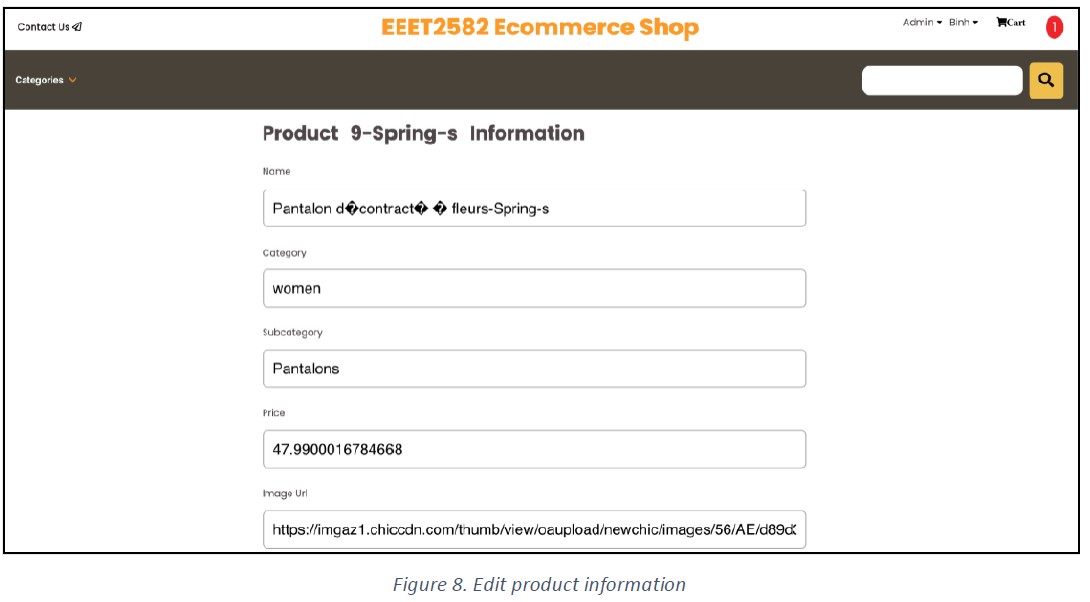 Contact Us
EEET2582 Ecommerce Shop
Admin Binh Cart 1
Categories
Product 9-Spring-s Information
Name
Pantalon d�contract� � fleurs-Spring-s
Category
women
Subcategory
Pantalons
Price
47.9900016784668
Image Url
https://imgaz1.chiccdn.com/thumb/view/oaupload/newchic/images/56/AE/d89d
Figure 8. Edit product information